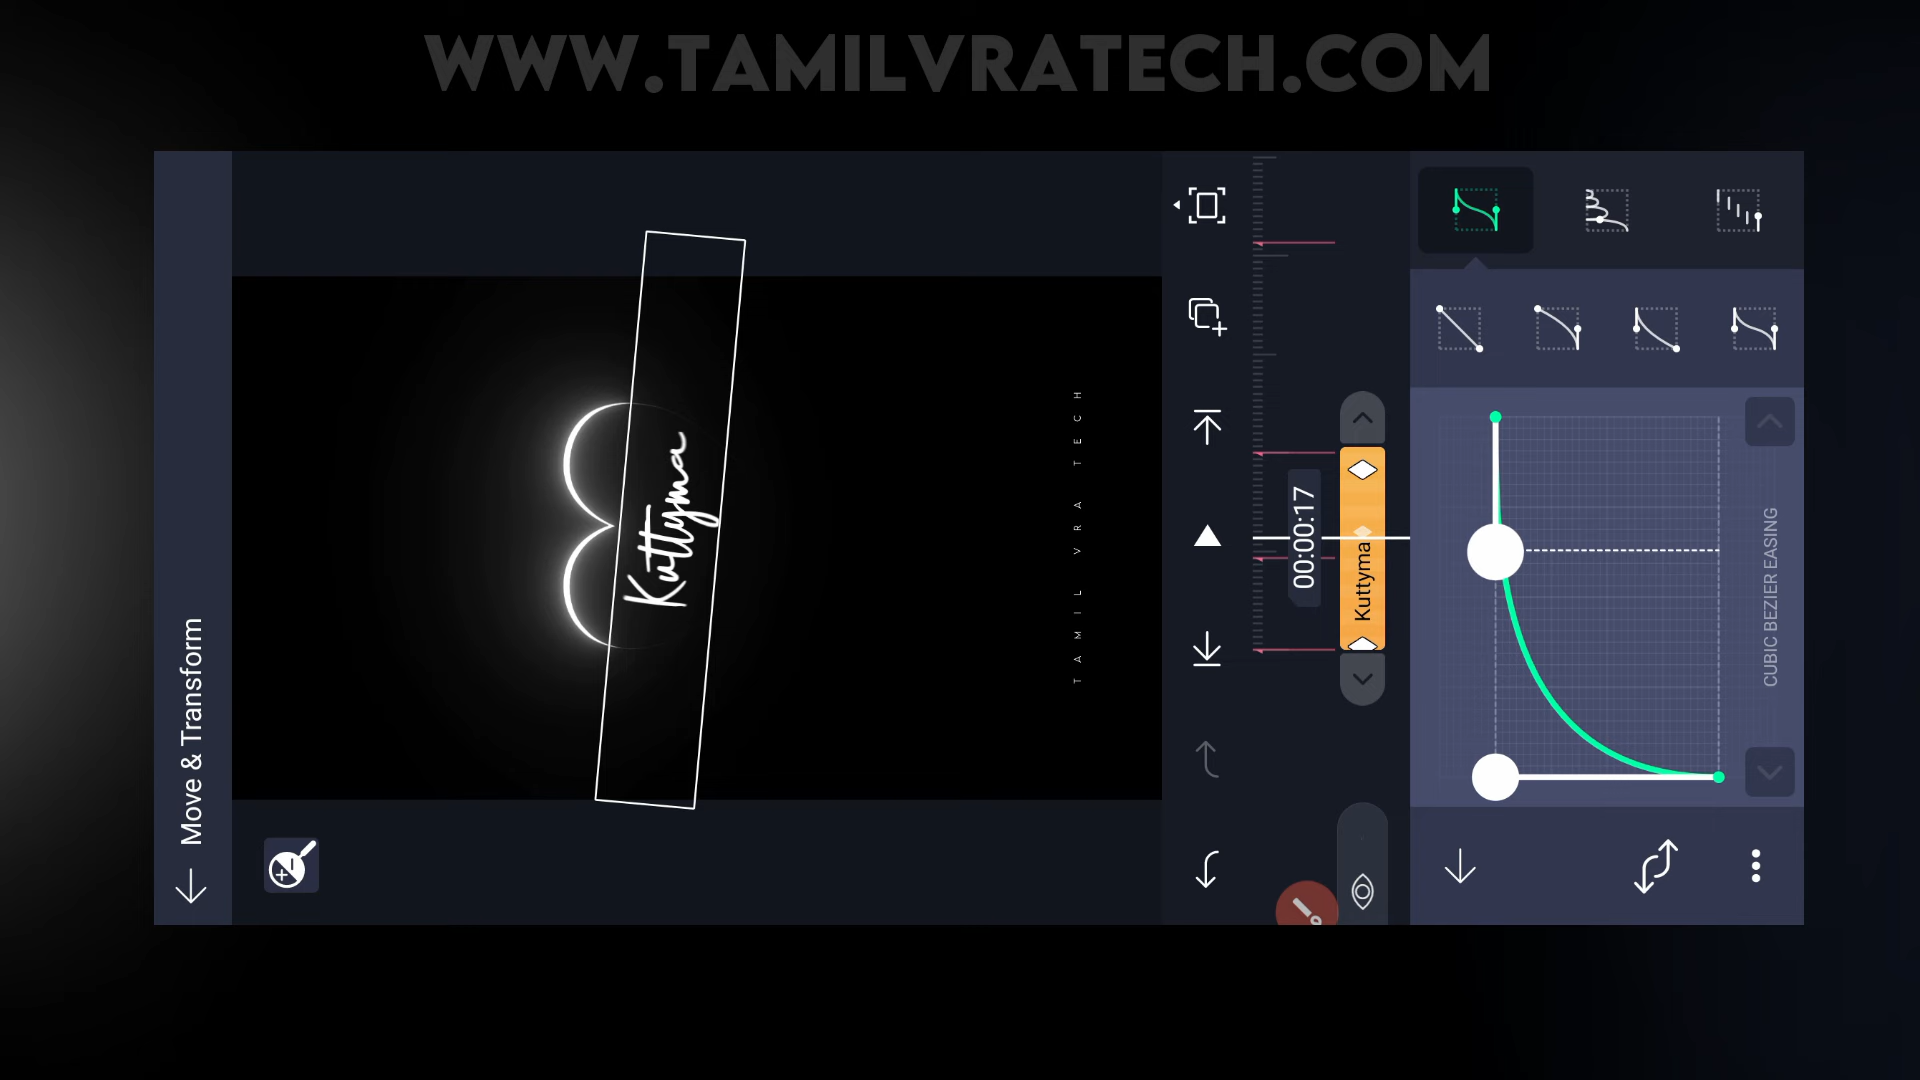 WWW.TAMILVRATECH.COM
Move & Transform
Kuttyma
TAMIL VRA TECH
00:00:17
Kuttyma
CUBIC BEZIER EASING